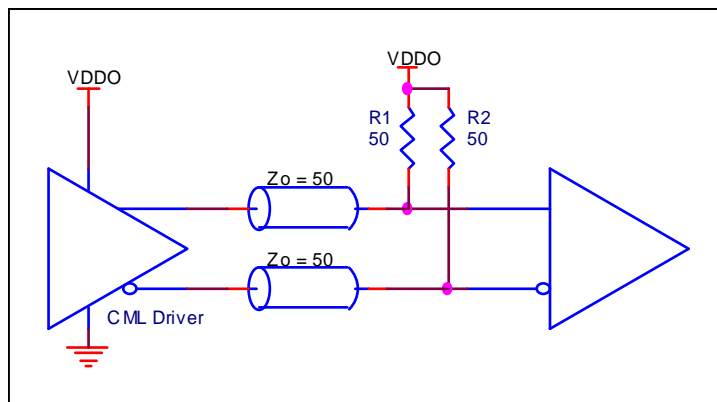 VDDO
VDDO
R1
50
R2
50
Zo = 50
Zo = 50
CML Driver